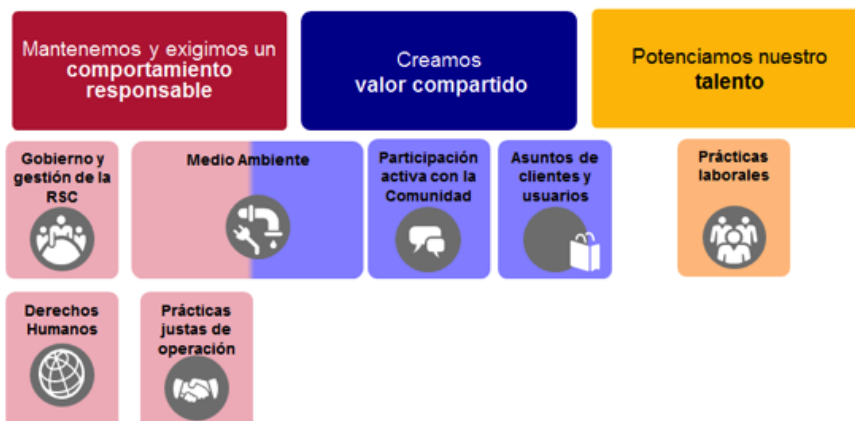 Mantenemos y exigimos un
comportamiento
responsable
Creamos
valor compartido
Potenciamos nuestro
talento
Gobierno y
gestión de la
RSC
Medio Ambiente
Participación
activa con la
Comunidad
Asuntos de
clientes y
usuarios
Prácticas
laborales
Derechos
Humanos
Prácticas
justas de
operación